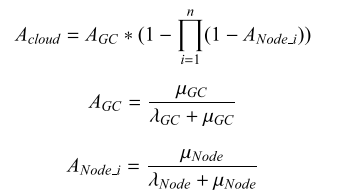 A_{cloud} = A_{GC} * (1 - \prod_{i=1}^{n} (1 - A_{Node\_i}))
A_{GC} = \frac{\mu_{GC}}{\lambda_{GC} + \mu_{GC}}
A_{Node\_i} = \frac{\mu_{Node}}{\lambda_{Node} + \mu_{Node}}